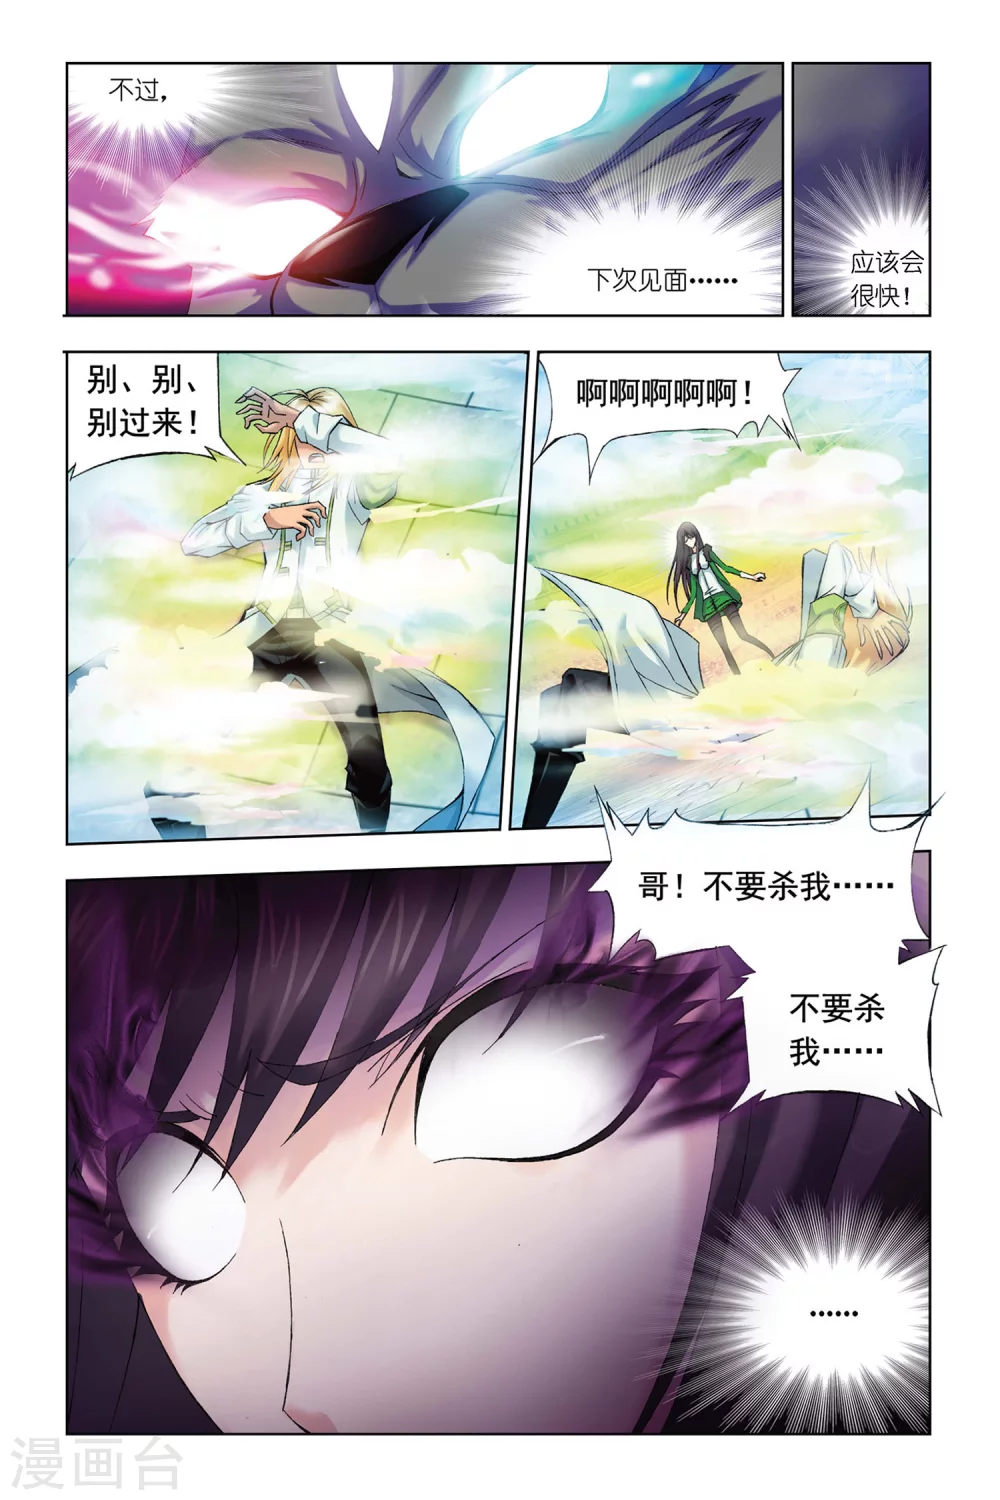 不过，
下次见面……
应该会
很快！
别、别、
别过来！
啊啊啊啊啊！
哥！不要杀我……
不要杀
我……
……
漫画台